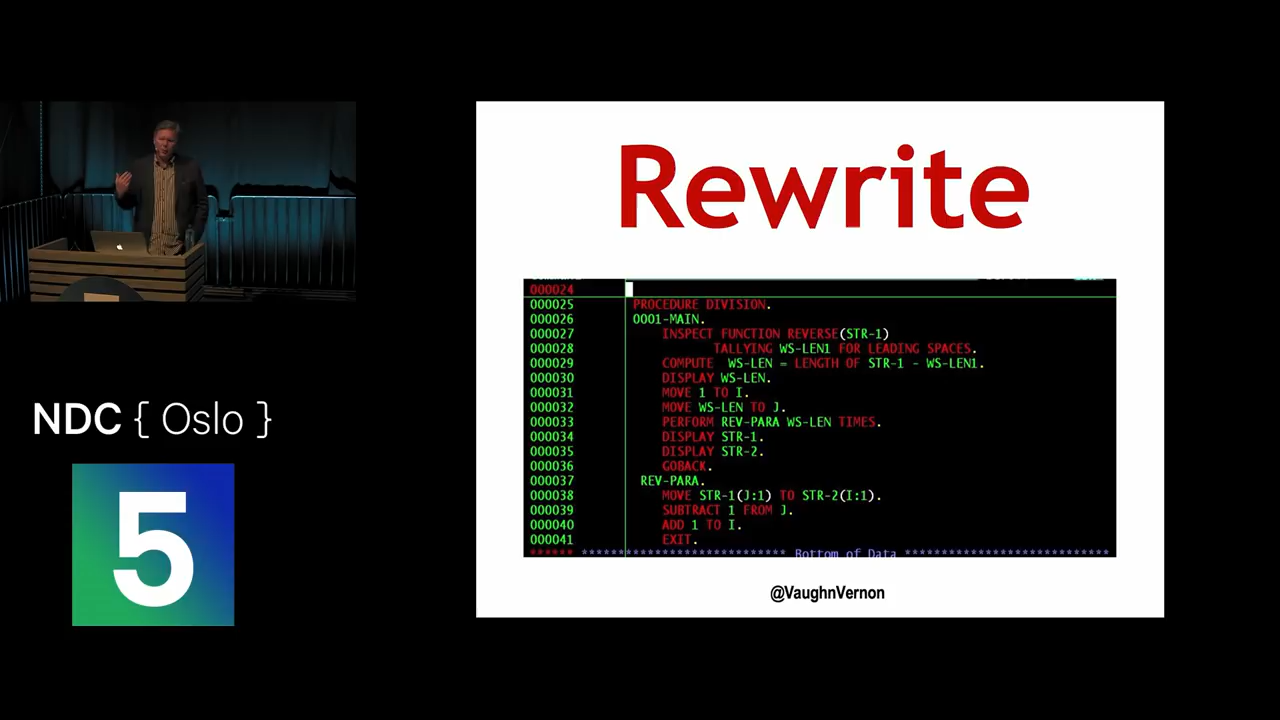 NDC { Oslo }
5
Rewrite
000024
000025 PROCEDURE DIVISION.
000026 0001-MAIN.
000027 INSPECT FUNCTION REVERSE(STR-1)
000028 TALLYING WS-LEN1 FOR LEADING SPACES.
000029 COMPUTE WS-LEN = LENGTH OF STR-1 - WS-LEN1.
000030 DISPLAY WS-LEN.
000031 MOVE 1 TO I.
000032 MOVE WS-LEN TO J.
000033 PERFORM REV-PARA WS-LEN TIMES.
000034 DISPLAY STR-1.
000035 DISPLAY STR-2.
000036 GOBACK.
000037 REV-PARA.
000038 MOVE STR-1(J:1) TO STR-2(I:1).
000039 SUBTRACT 1 FROM J.
000040 ADD 1 TO I.
000041 EXIT.
****** **************************** Bottom of Data ****************************
@VaughnVernon